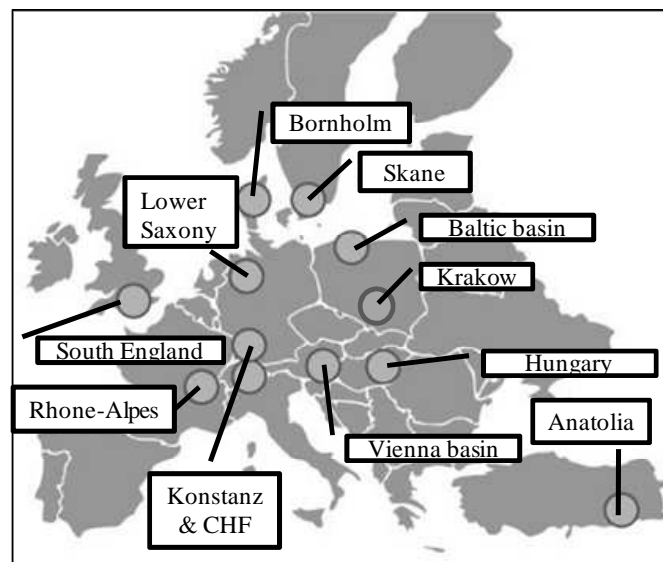 Bornholm
Skane
Lower
Saxony
Baltic basin
Krakow
South England
Hungary
Rhone-Alpes
Vienna basin
Anatolia
Konstanz
& CHF